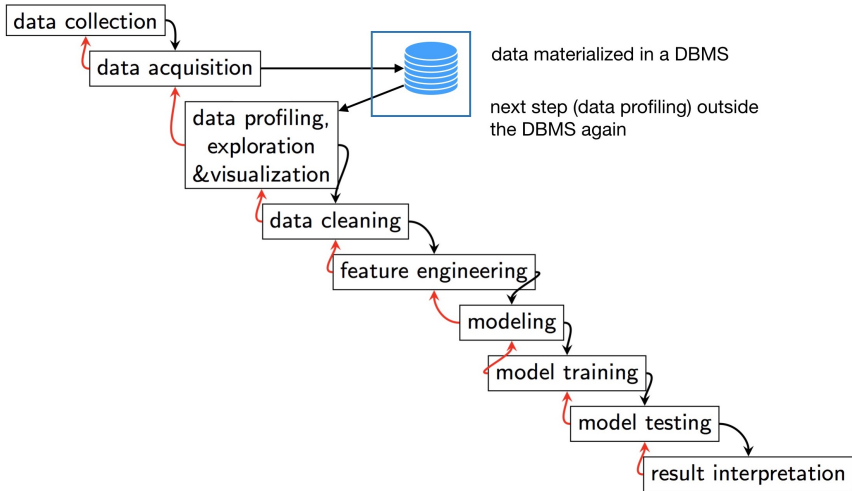 data collection
data acquisition
data materialized in a DBMS
next step (data profiling) outside
the DBMS again
data profiling,
exploration
&visualization
data cleaning
feature engineering
modeling
model training
model testing
result interpretation